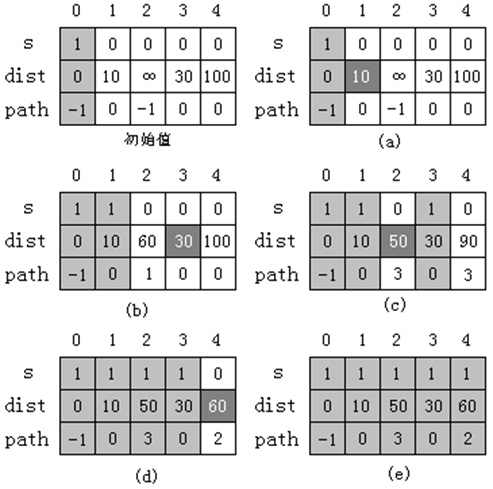 0 1 2 3 4 0 1 2 3 4
s 1 0 0 0 0 s 1 0 0 0 0
dist 0 10 ∞ 30 100 dist 0 10 ∞ 30 100
path -1 0 -1 0 0 path -1 0 -1 0 0
初始值 (a)
0 1 2 3 4 0 1 2 3 4
s 1 1 0 0 0 s 1 1 0 1 0
dist 0 10 60 30 100 dist 0 10 50 30 90
path -1 0 1 0 0 path -1 0 3 0 3
(b) (c)
0 1 2 3 4 0 1 2 3 4
s 1 1 1 1 0 s 1 1 1 1 1
dist 0 10 50 30 60 dist 0 10 50 30 60
path -1 0 3 0 2 path -1 0 3 0 2
(d) (e)